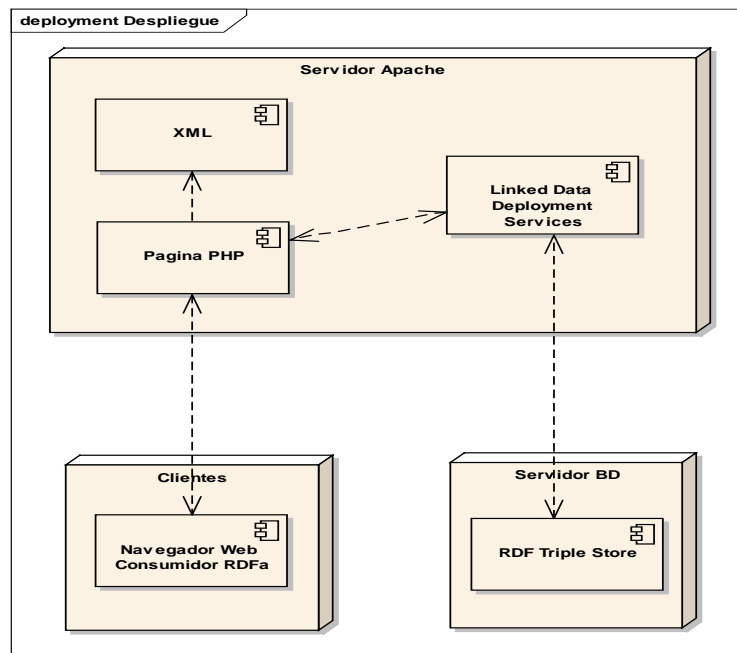 deployment Despliegue
Servidor Apache
XML
Linked Data
Deployment
Services
Pagina PHP
Clientes
Navegador Web
Consumidor RDFa
Servidor BD
RDF Triple Store